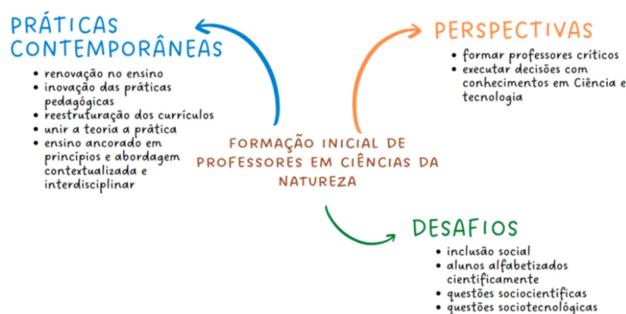 PRÁTICAS
CONTEMPORÂNEAS
• renovação no ensino
• inovação das práticas
pedagógicas
• reestruturação dos currículos
• unir a teoria a prática
• ensino ancorado em
princípios e abordagem
contextualizada e
interdisciplinar
PERSPECTIVAS
• formar professores críticos
• executar decisões com
conhecimentos em Ciência e
tecnologia
FORMAÇÃO INICIAL DE
PROFESSORES EM CIÊNCIAS DA
NATUREZA
DESAFIOS
• inclusão social
• alunos alfabetizados
cientificamente
• questões sociocientíficas
• questões sociotecnológicas